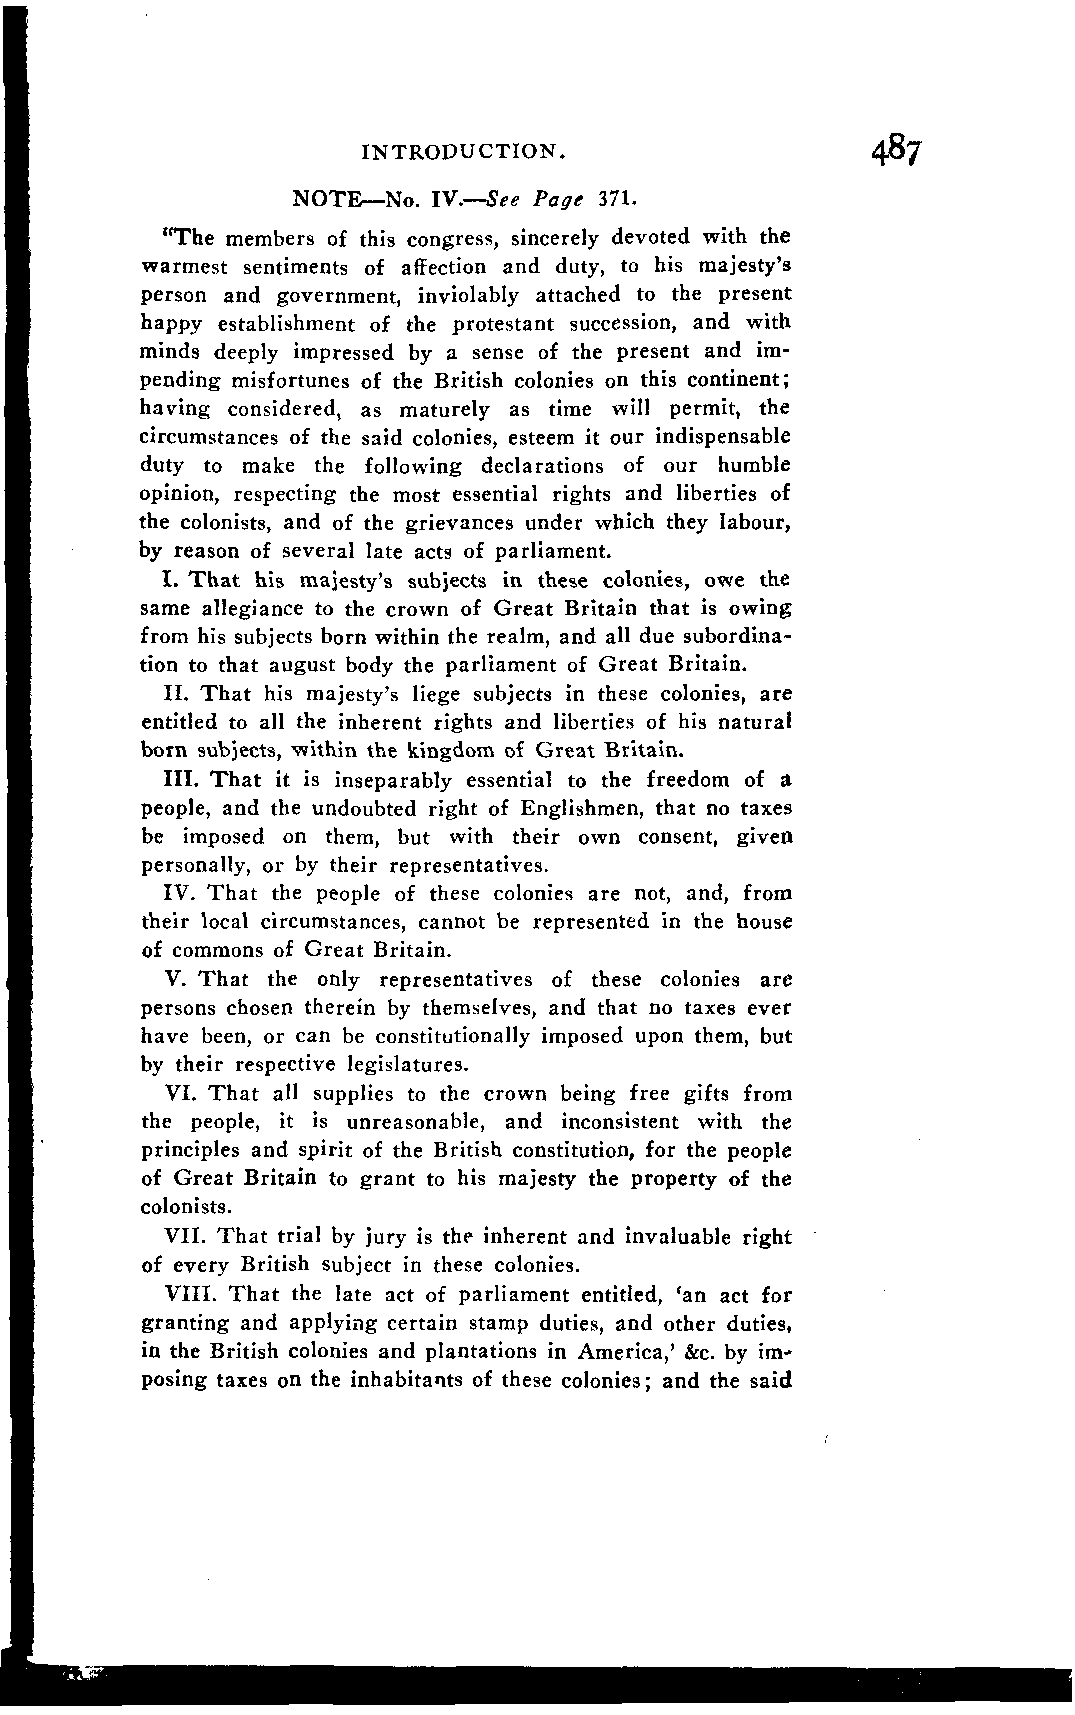 INTRODUCTION. 487
NOTE—No. IV.—See Page 371.
"The members of this congress, sincerely devoted with the
warmest sentiments of affection and duty, to his majesty's
person and government, inviolably attached to the present
happy establishment of the protestant succession, and with
minds deeply impressed by a sense of the present and im-
pending misfortunes of the British colonies on this continent;
having considered, as maturely as time will permit, the
circumstances of the said colonies, esteem it our indispensable
duty to make the following declarations of our humble
opinion, respecting the most essential rights and liberties of
the colonists, and of the grievances under which they labour,
by reason of several late acts of parliament.
I. That his majesty's subjects in these colonies, owe the
same allegiance to the crown of Great Britain that is owing
from his subjects born within the realm, and all due subordina-
tion to that august body the parliament of Great Britain.
II. That his majesty's liege subjects in these colonies, are
entitled to all the inherent rights and liberties of his natural
born subjects, within the kingdom of Great Britain.
III. That it is inseparably essential to the freedom of a
people, and the undoubted right of Englishmen, that no taxes
be imposed on them, but with their own consent, given
personally, or by their representatives.
IV. That the people of these colonies are not, and, from
their local circumstances, cannot be represented in the house
of commons of Great Britain.
V. That the only representatives of these colonies are
persons chosen therein by themselves, and that no taxes ever
have been, or can be constitutionally imposed upon them, but
by their respective legislatures.
VI. That all supplies to the crown being free gifts from
the people, it is unreasonable, and inconsistent with the
principles and spirit of the British constitution, for the people
of Great Britain to grant to his majesty the property of the
colonists.
VII. That trial by jury is the inherent and invaluable right
of every British subject in these colonies.
VIII. That the late act of parliament entitled, 'an act for
granting and applying certain stamp duties, and other duties,
in the British colonies and plantations in America,' &c. by im-
posing taxes on the inhabitants of these colonies; and the said